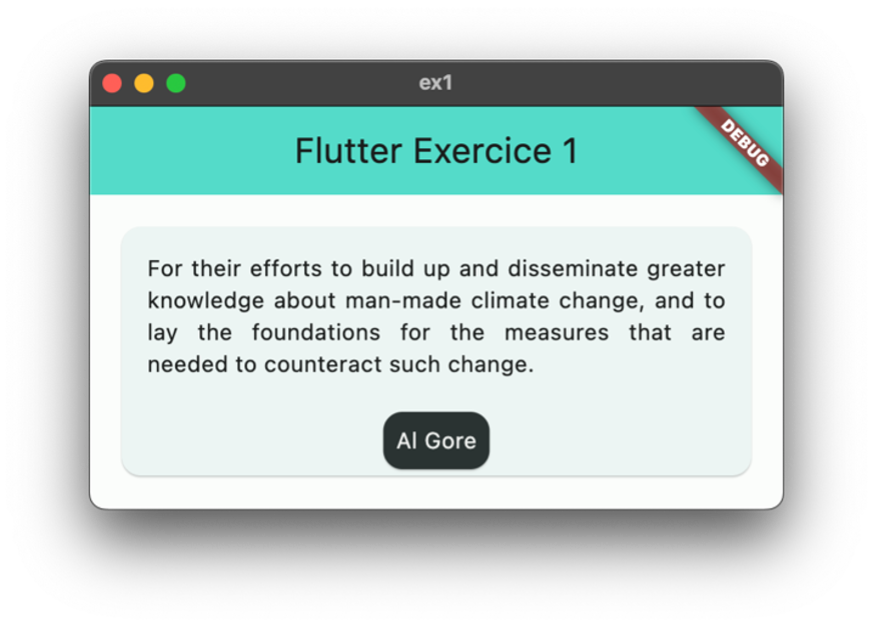 ex1
Flutter Exercice 1
DEBUG
For their efforts to build up and disseminate greater
knowledge about man-made climate change, and to
lay the foundations for the measures that are
needed to counteract such change.
Al Gore